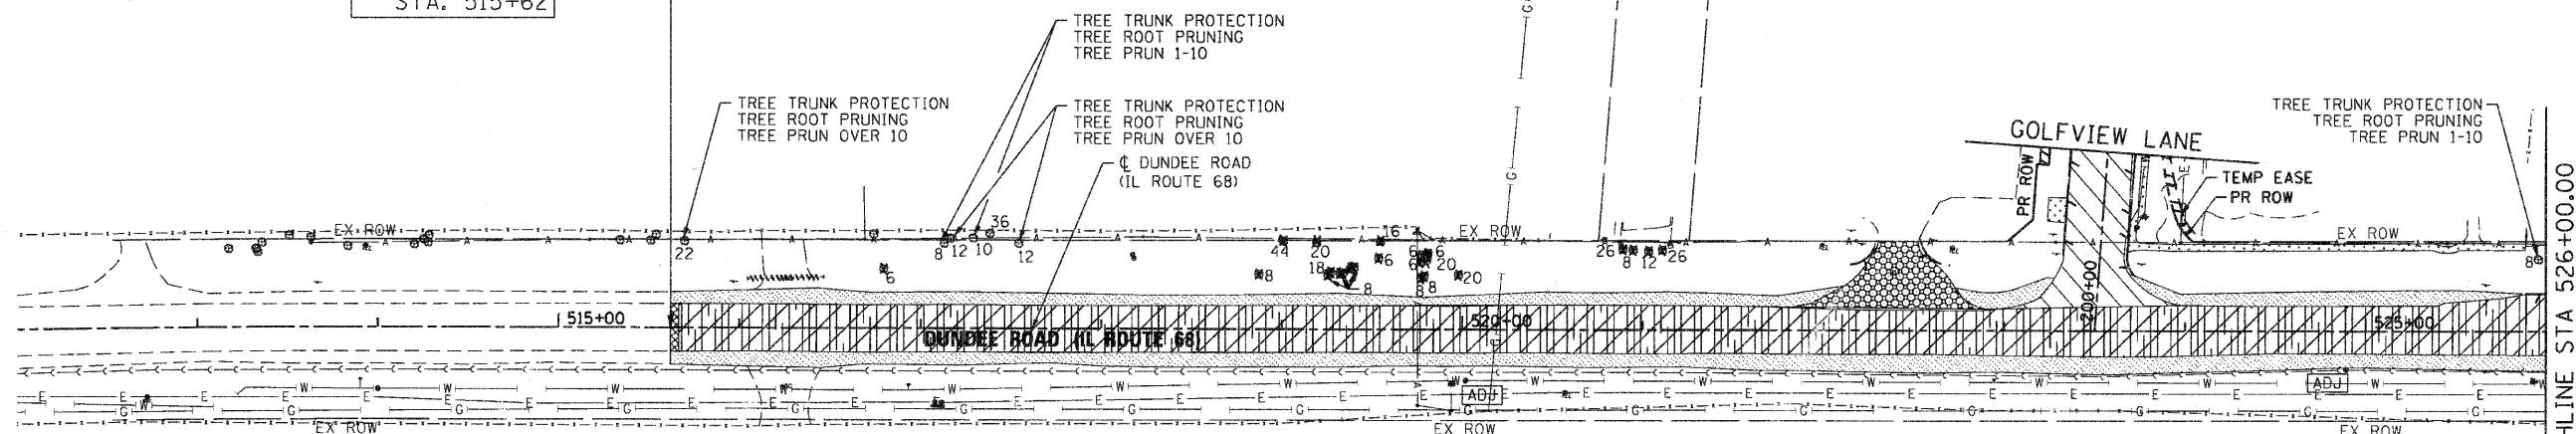 STA. 515+62
TREE TRUNK PROTECTION
TREE ROOT PRUNING
TREE PRUN 1-10
TREE TRUNK PROTECTION
TREE ROOT PRUNING
TREE PRUN OVER 10
TREE TRUNK PROTECTION
TREE ROOT PRUNING
TREE PRUN OVER 10
℄ DUNDEE ROAD
(IL ROUTE 68)
TREE TRUNK PROTECTION
TREE ROOT PRUNING
TREE PRUN 1-10
GOLFVIEW LANE
PR ROW
TEMP EASE
PR ROW
EX ROW
EX ROW
EX ROW
22
6
8
12
10
36
12
8
44
20
18
8
16
6
6
6
20
8
8
20
26
8
12
26
8
200+00
515+00
520+00
525+00
DUNDEE ROAD (IL ROUTE 68)
ADJ
ADJ
EX ROW
EX ROW
EX ROW
HLINE STA 526+00.00